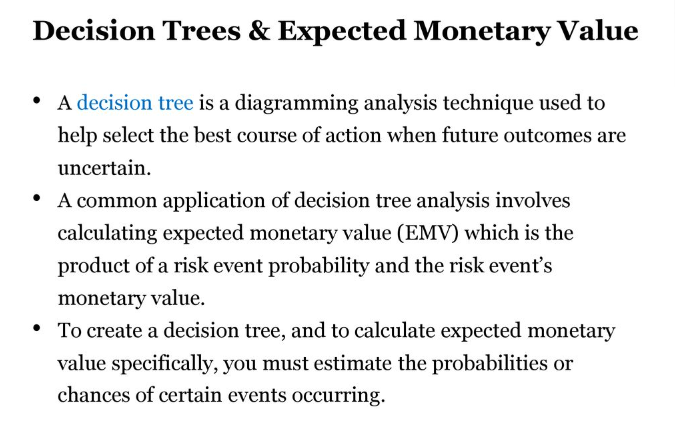 Decision Trees & Expected Monetary Value
• A decision tree is a diagramming analysis technique used to
help select the best course of action when future outcomes are
uncertain.
• A common application of decision tree analysis involves
calculating expected monetary value (EMV) which is the
product of a risk event probability and the risk event’s
monetary value.
• To create a decision tree, and to calculate expected monetary
value specifically, you must estimate the probabilities or
chances of certain events occurring.